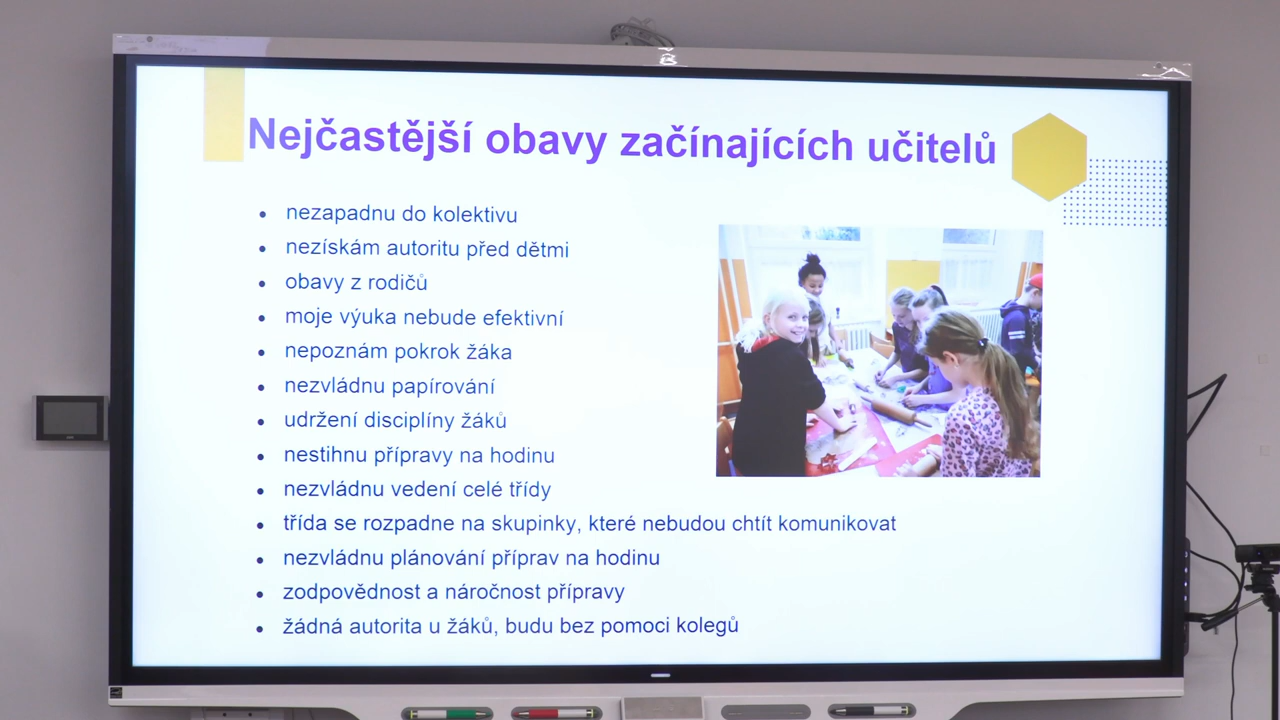 Nejčastější obavy začínajících učitelů
• nezapadnu do kolektivu
• nezískám autoritu před dětmi
• obavy z rodičů
• moje výuka nebude efektivní
• nepoznám pokrok žáka
• nezvládnu papírování
• udržení disciplíny žáků
• nestihnu přípravy na hodinu
• nezvládnu vedení celé třídy
• třída se rozpadne na skupinky, které nebudou chtít komunikovat
• nezvládnu plánování příprav na hodinu
• zodpovědnost a náročnost přípravy
• žádná autorita u žáků, budu bez pomoci kolegů